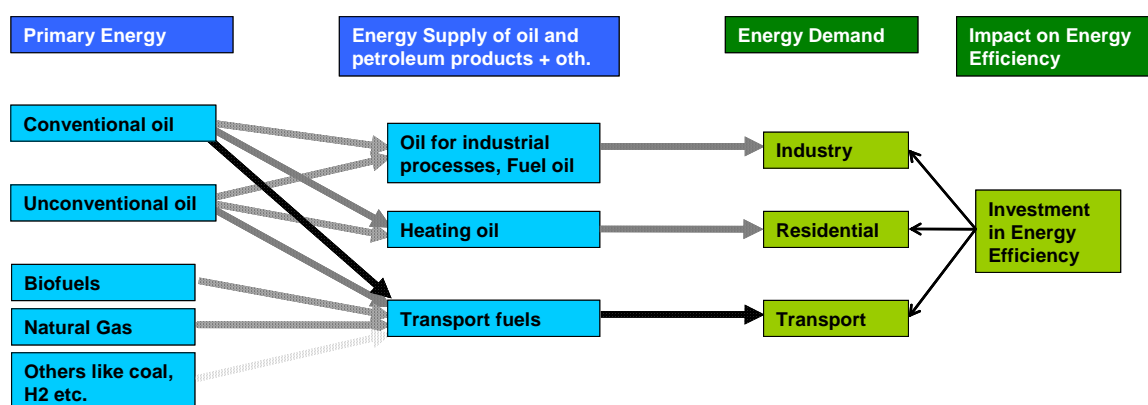 Primary Energy
Energy Supply of oil and
petroleum products + oth.
Energy Demand
Impact on Energy
Efficiency
Conventional oil
Unconventional oil
Biofuels
Natural Gas
Others like coal,
H2 etc.
Oil for industrial
processes, Fuel oil
Heating oil
Transport fuels
Industry
Residential
Transport
Investment
in Energy
Efficiency